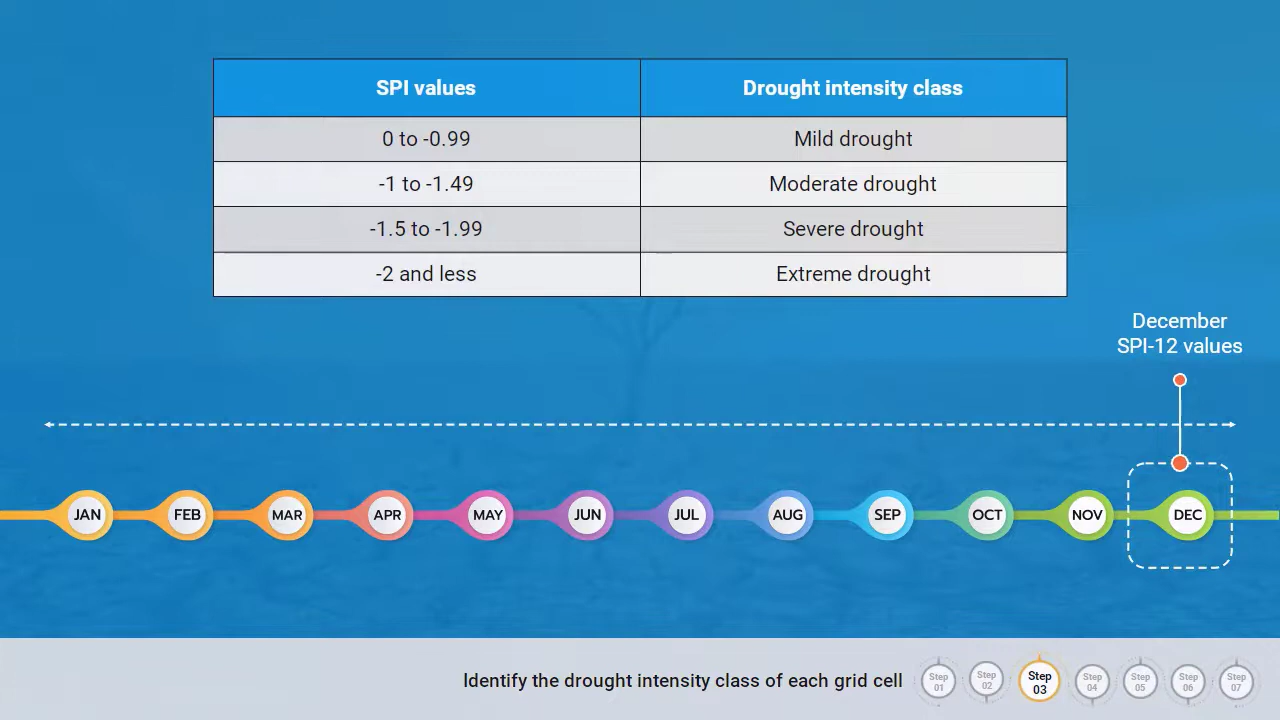 SPI values
Drought intensity class
0 to -0.99
Mild drought
-1 to -1.49
Moderate drought
-1.5 to -1.99
Severe drought
-2 and less
Extreme drought
December
SPI-12 values
JAN
FEB
MAR
APR
MAY
JUN
JUL
AUG
SEP
OCT
NOV
DEC
Identify the drought intensity class of each grid cell
Step
01
Step
02
Step
03
Step
04
Step
05
Step
06
Step
07